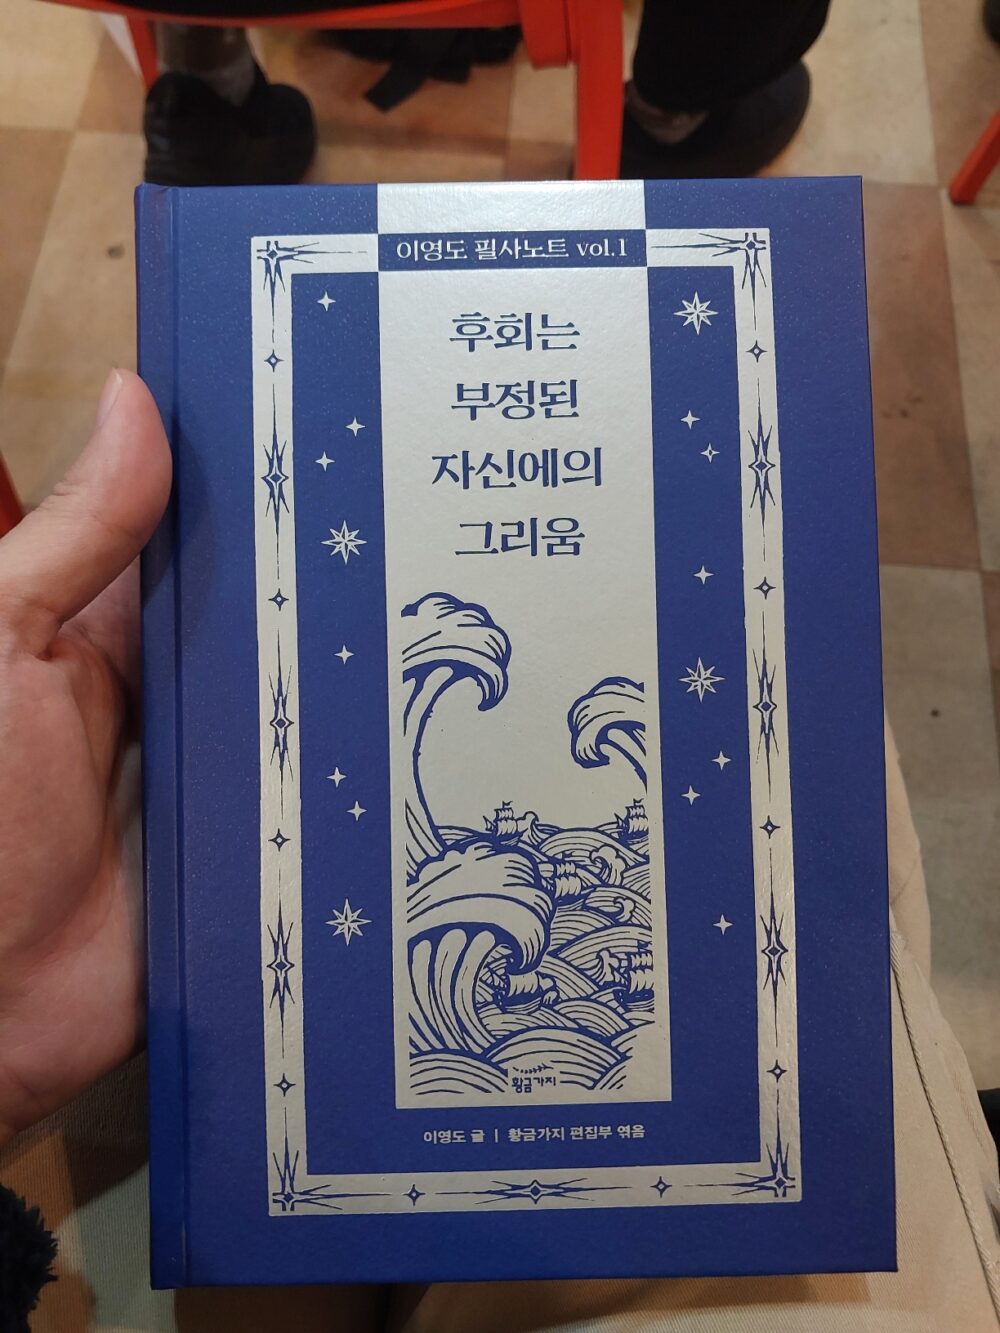 이영도 필사노트 vol.1
후회는
부정된
자신에의
그리움
황금가지
이영도 글 | 황금가지 편집부 엮음